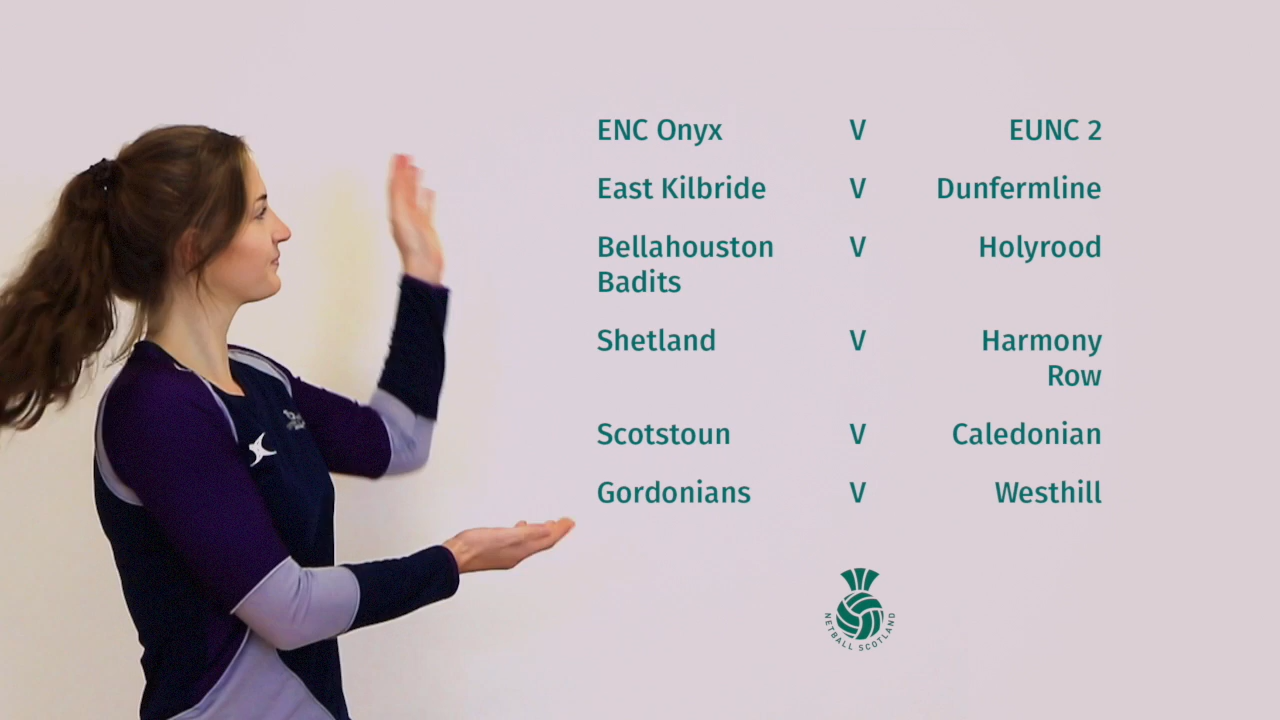 ENC Onyx V EUNC 2
East Kilbride V Dunfermline
Bellahouston V Holyrood
Badits
Shetland V Harmony
Row
Scotstoun V Caledonian
Gordonians V Westhill
NETBALL SCOTLAND